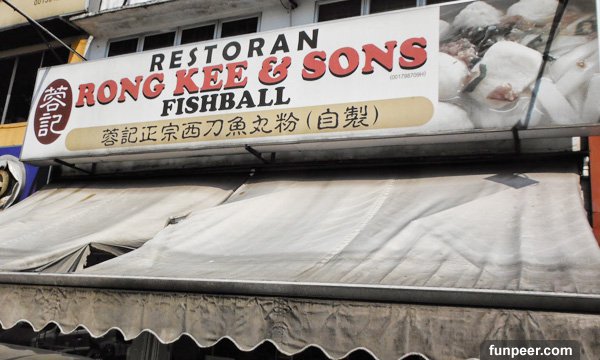 RESTORAN
RONG KEE & SONS
(001798709H)
FISHBALL
蓉記
蓉記正宗西刀魚丸粉(自製)
funpeer.com